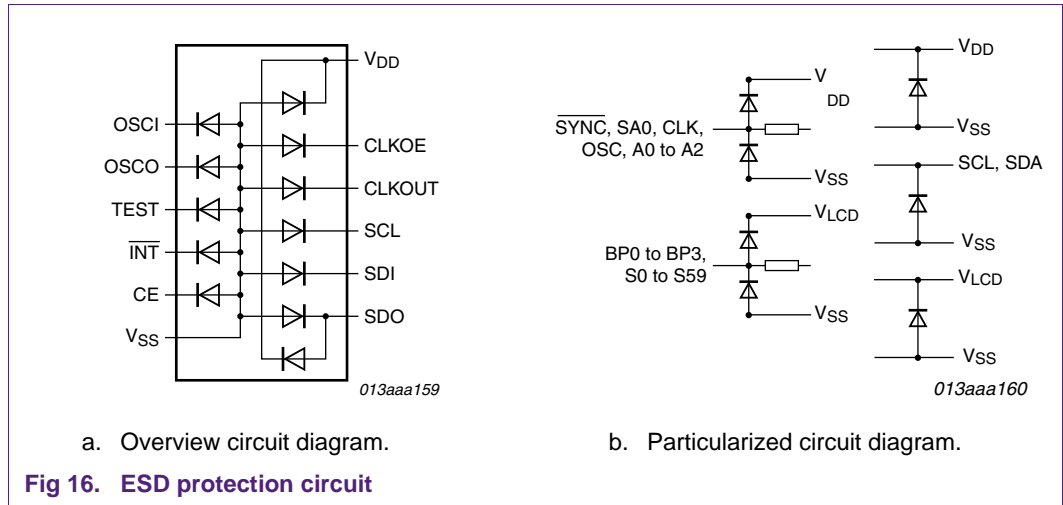 VDD
OSCI
CLKOE
OSCO
CLKOUT
TEST
SCL
INT
SDI
CE
SDO
VSS
013aaa159
a. Overview circuit diagram.
VDD
SYNC, SA0, CLK,
OSC, A0 to A2
VSS
VLCD
BP0 to BP3,
S0 to S59
VSS
VDD
VSS
SCL, SDA
VSS
VLCD
VSS
013aaa160
b. Particularized circuit diagram.
Fig 16. ESD protection circuit